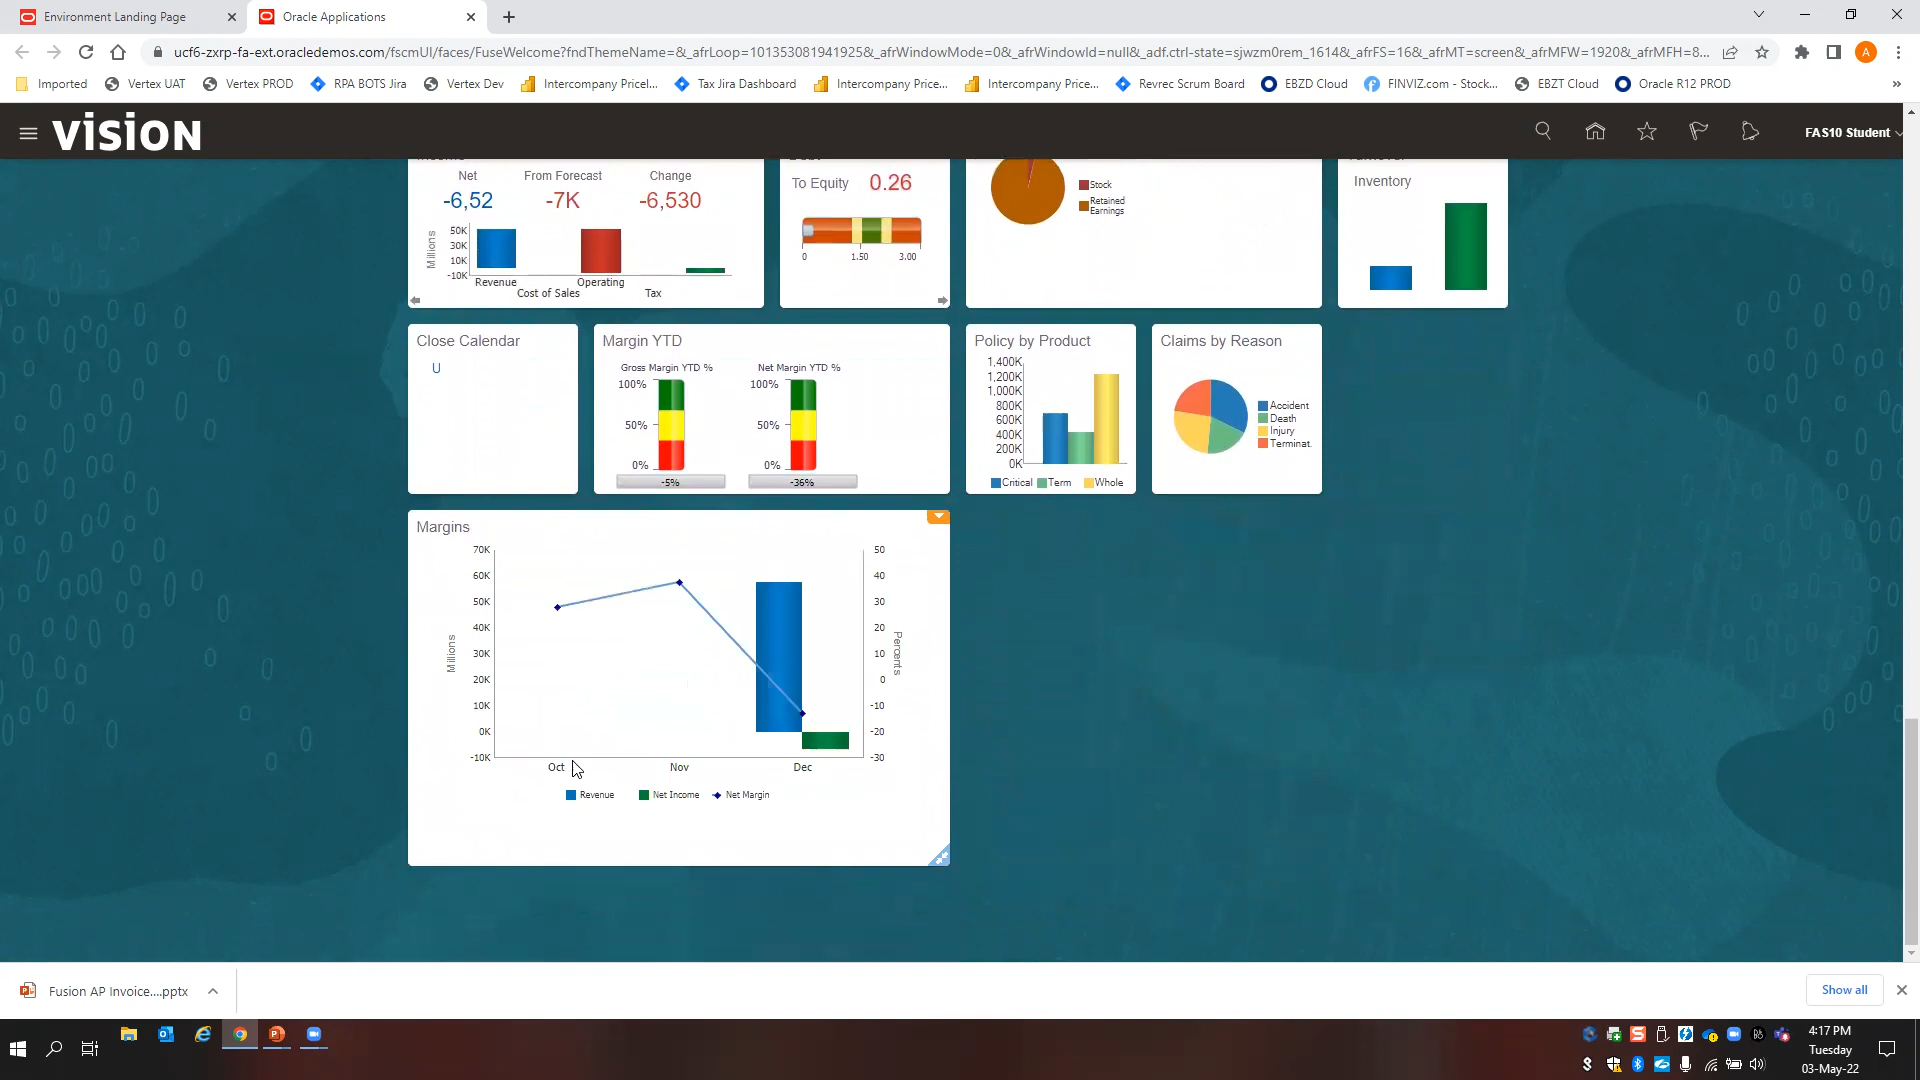 Environment Landing Page
Oracle Applications
ucf6-zxrp-fa-ext.oracledemos.com/fscmUI/faces/FuseWelcome?fndThemeName=&_afrLoop=101353081941925&_afrWindowMode=0&_afrWindowId=null&_adf.ctrl-state=sjwzm0rem_1614&_afrFS=16&_afrMT=screen&_afrMFW=1920&_afrMFH=8...
A
Imported
Vertex UAT
Vertex PROD
RPA BOTS Jira
Vertex Dev
Intercompany Pricel...
Tax Jira Dashboard
Intercompany Price...
Intercompany Price...
Revrec Scrum Board
EBZD Cloud
FINVIZ.com - Stock...
EBZT Cloud
Oracle R12 PROD
»
VISION
FAS10 Student
Net From Forecast Change
-6,52 -7K -6,530
Millions
50K
30K
10K
-10K
Revenue Operating
Cost of Sales Tax
To Equity 0.26
0 1.50 3.00
Stock
Retained
Earnings
Inventory
Close Calendar
U
Margin YTD
Gross Margin YTD % Net Margin YTD %
100% 100%
50% 50%
0% 0%
-5% -36%
Policy by Product
1,400K
1,200K
1,000K
800K
600K
400K
200K
0K
Critical Term Whole
Claims by Reason
Accident
Death
Injury
Terminat.
Margins
70K 50
60K 40
50K 30
40K 20
30K 10
20K 0
10K -10
0K -20
-10K -30
Millions
Percents
Oct Nov Dec
Revenue Net Income Net Margin
Fusion AP Invoice....pptx
Show all
4:17 PM
Tuesday
03-May-22